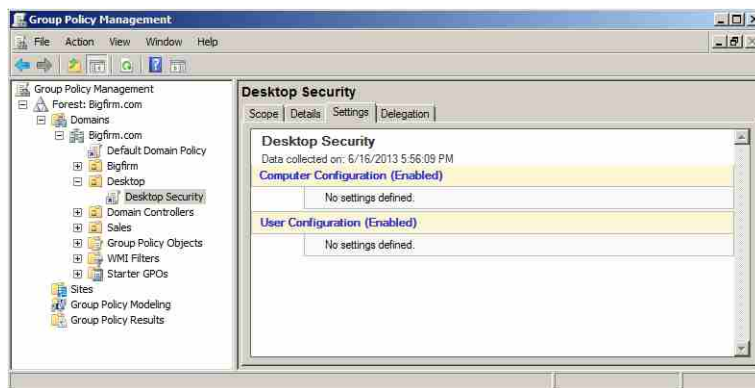 Group Policy Management
File Action View Window Help
Group Policy Management
Forest: Bigfirm.com
Domains
Bigfirm.com
Default Domain Policy
Bigfirm
Desktop
Desktop Security
Domain Controllers
Sales
Group Policy Objects
WMI Filters
Starter GPOs
Sites
Group Policy Modeling
Group Policy Results
Desktop Security
Scope Details Settings Delegation
Desktop Security
Data collected on: 6/16/2013 5:56:09 PM
Computer Configuration (Enabled)
No settings defined.
User Configuration (Enabled)
No settings defined.